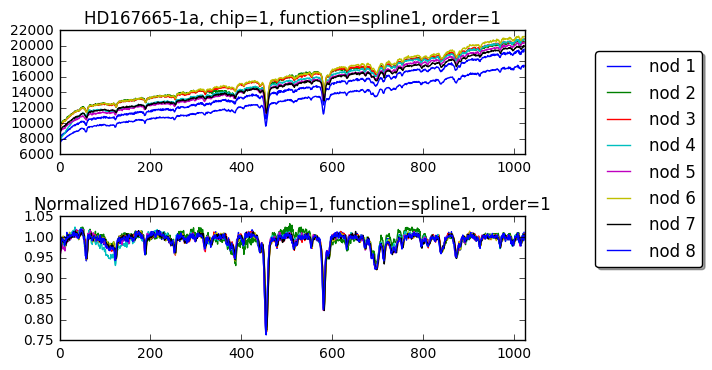 HD167665-1a, chip=1, function=spline1, order=1
22000
20000
18000
16000
14000
12000
10000
8000
6000
0 200 400 600 800 1000
Normalized HD167665-1a, chip=1, function=spline1, order=1
1.05
1.00
0.95
0.90
0.85
0.80
0.75
0 200 400 600 800 1000
nod 1
nod 2
nod 3
nod 4
nod 5
nod 6
nod 7
nod 8